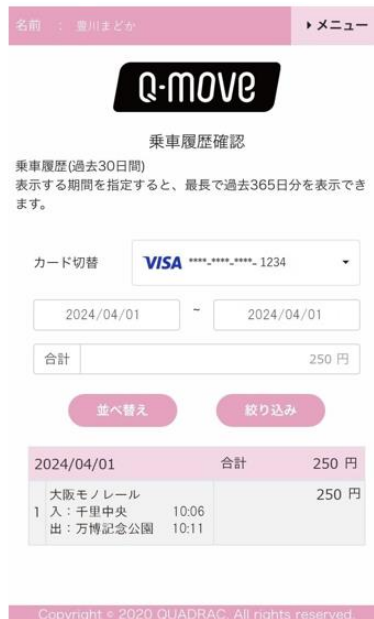 名前 ： 豊川まどか
メニュー
Q-move
乗車履歴確認
乗車履歴(過去30日間)
表示する期間を指定すると、最長で過去365日分を表示でき
ます。
カード切替 VISA ****-****-****- 1234
2024/04/01 ~ 2024/04/01
合計 250 円
並べ替え 絞り込み
2024/04/01 合計 250 円
大阪モノレール 250 円
1 入：千里中央 10:06
出：万博記念公園 10:11
Copyright © 2020 QUADRAC. All rights reserved.